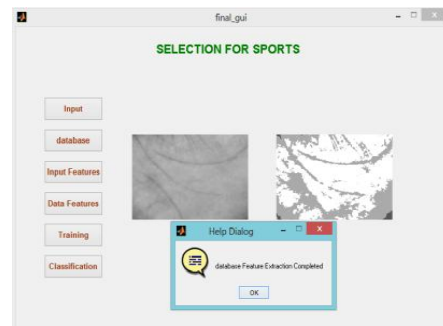 final_gui
SELECTION FOR SPORTS
Input
database
Input Features
Data Features
Training
Classification
Help Dialog
database Feature Extraction Completed
OK